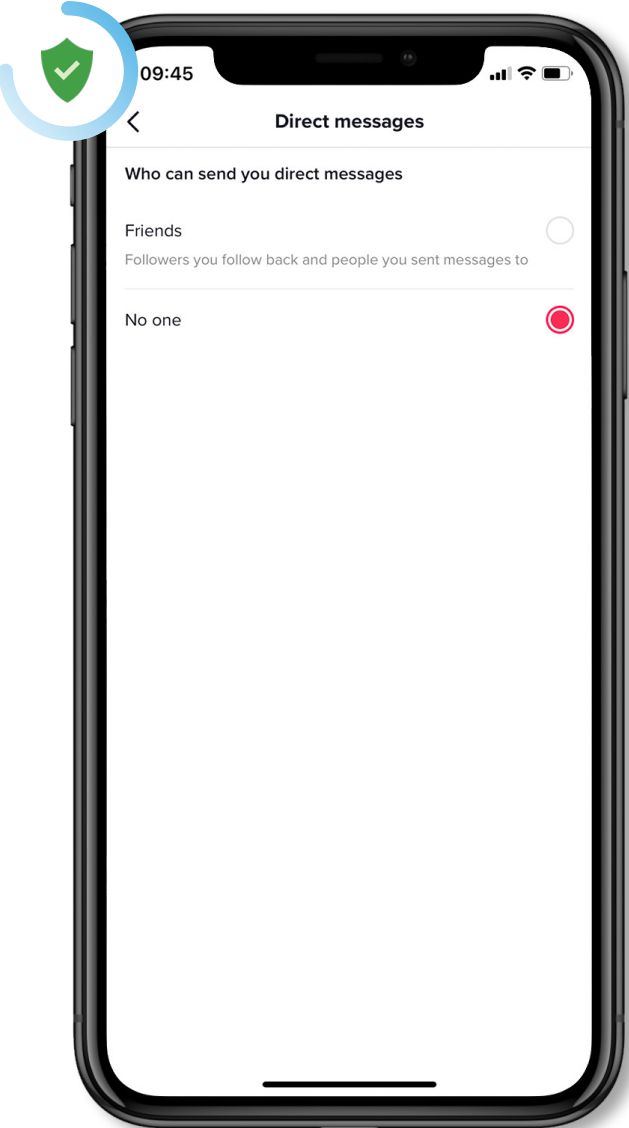 09:45
Direct messages
Who can send you direct messages
Friends
Followers you follow back and people you sent messages to
No one